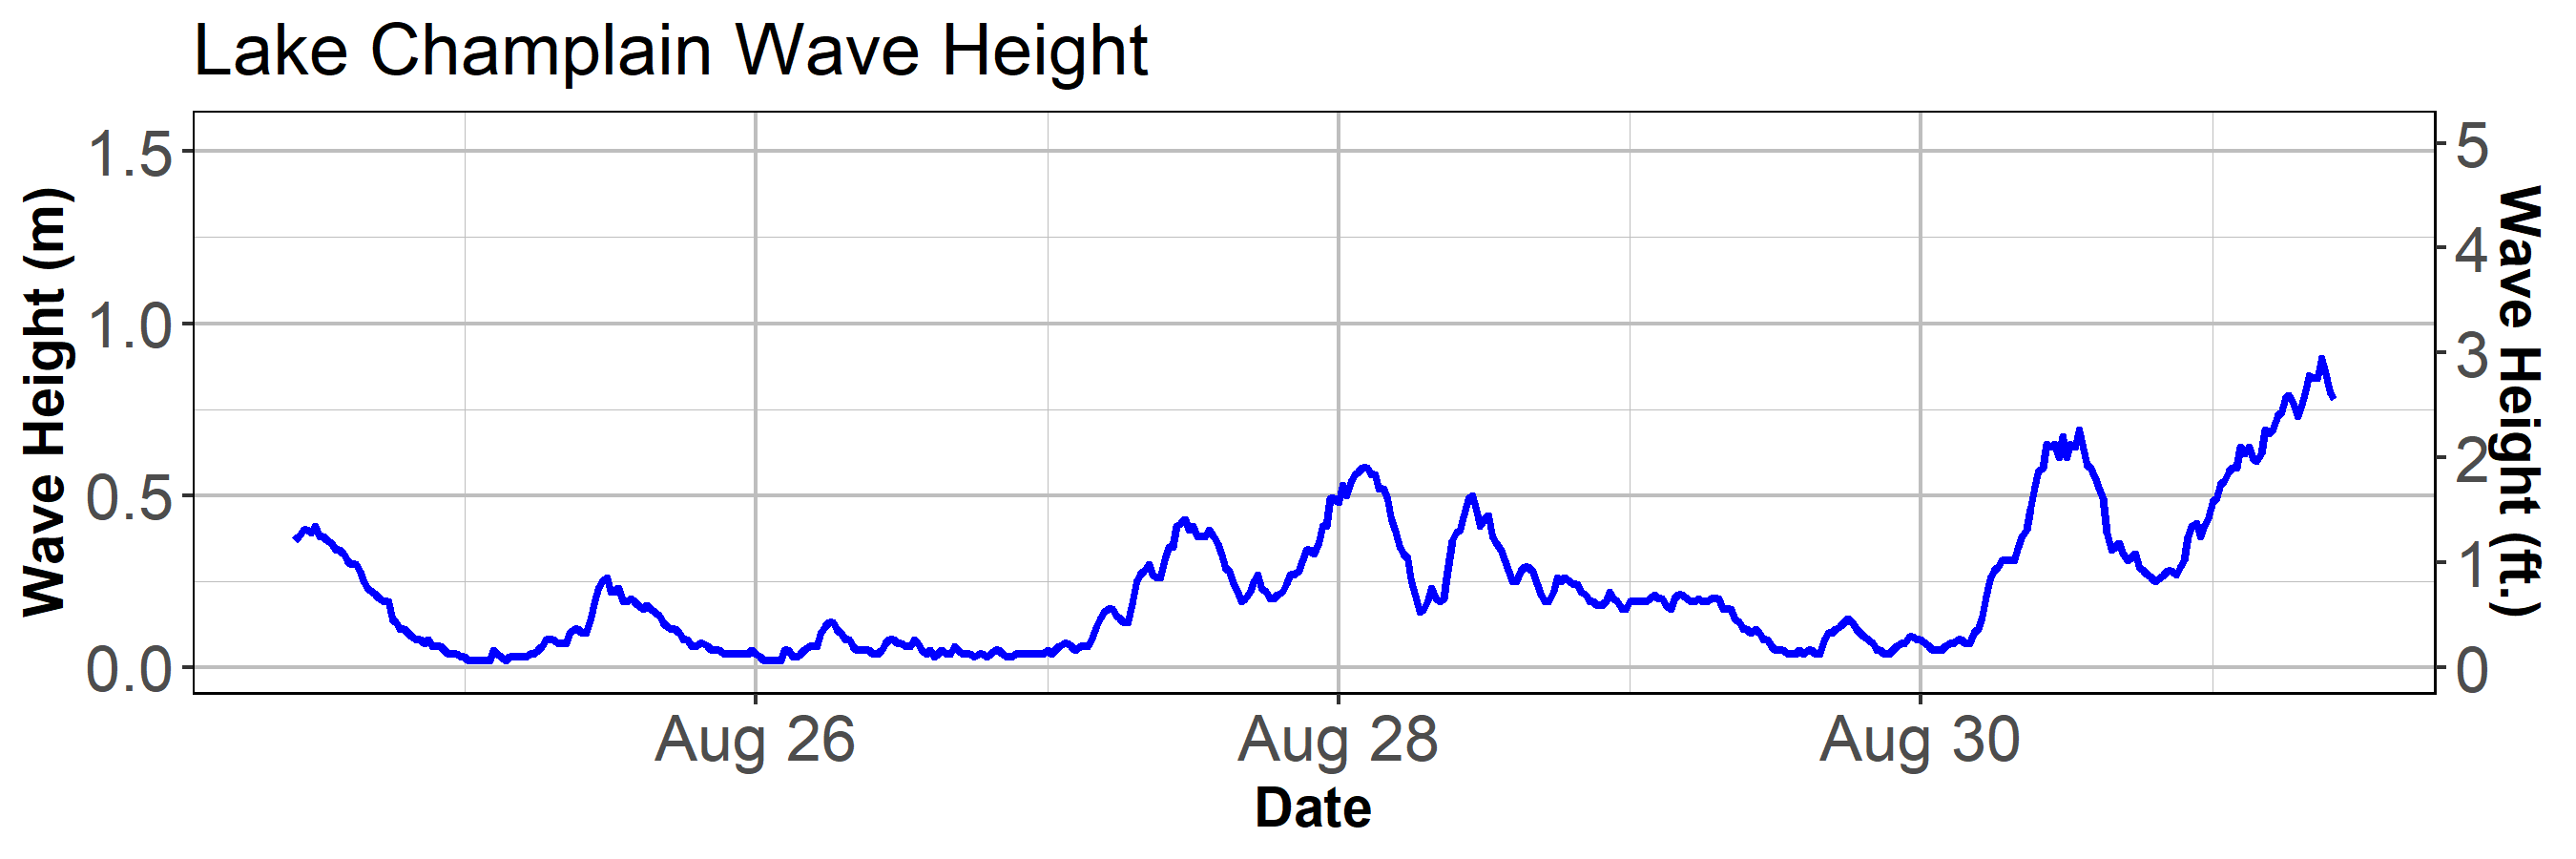 Lake Champlain Wave Height
Wave Height (m)
1.5
1.0
0.5
0.0
5
4
3
2
1
0
Wave Height (ft.)
Aug 26
Aug 28
Aug 30
Date